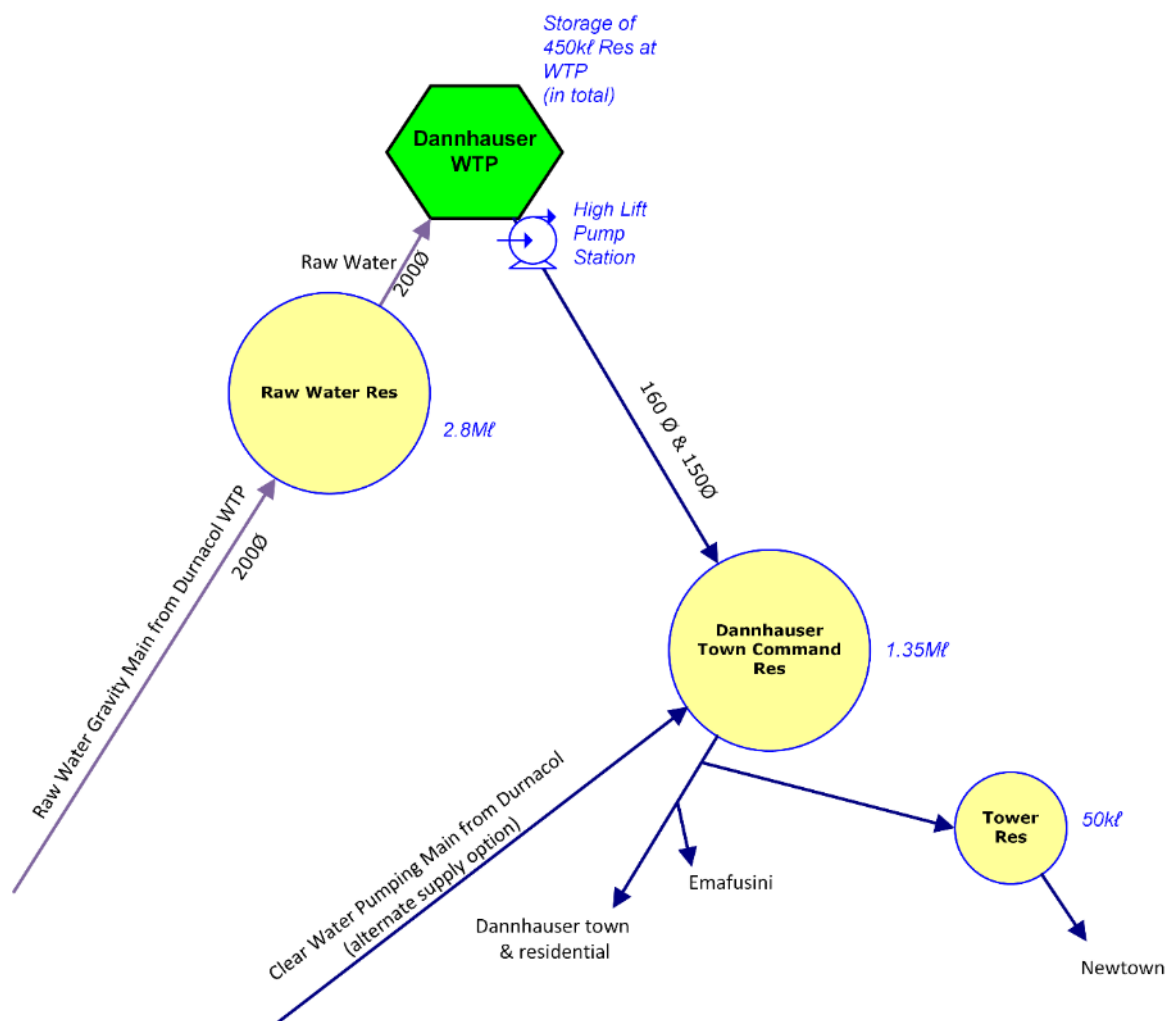 Storage of
450kℓ Res at
WTP
(in total)
Dannhauser
WTP
High Lift
Pump
Station
Raw Water
200Ø
Raw Water Res
2.8Mℓ
160 Ø & 150Ø
Raw Water Gravity Main from Durnacol WTP
200Ø
Dannhauser
Town Command
Res
1.35Mℓ
Clear Water Pumping Main from Durnacol
(alternate supply option)
Tower
Res
50kℓ
Emafusini
Dannhauser town
& residential
Newtown